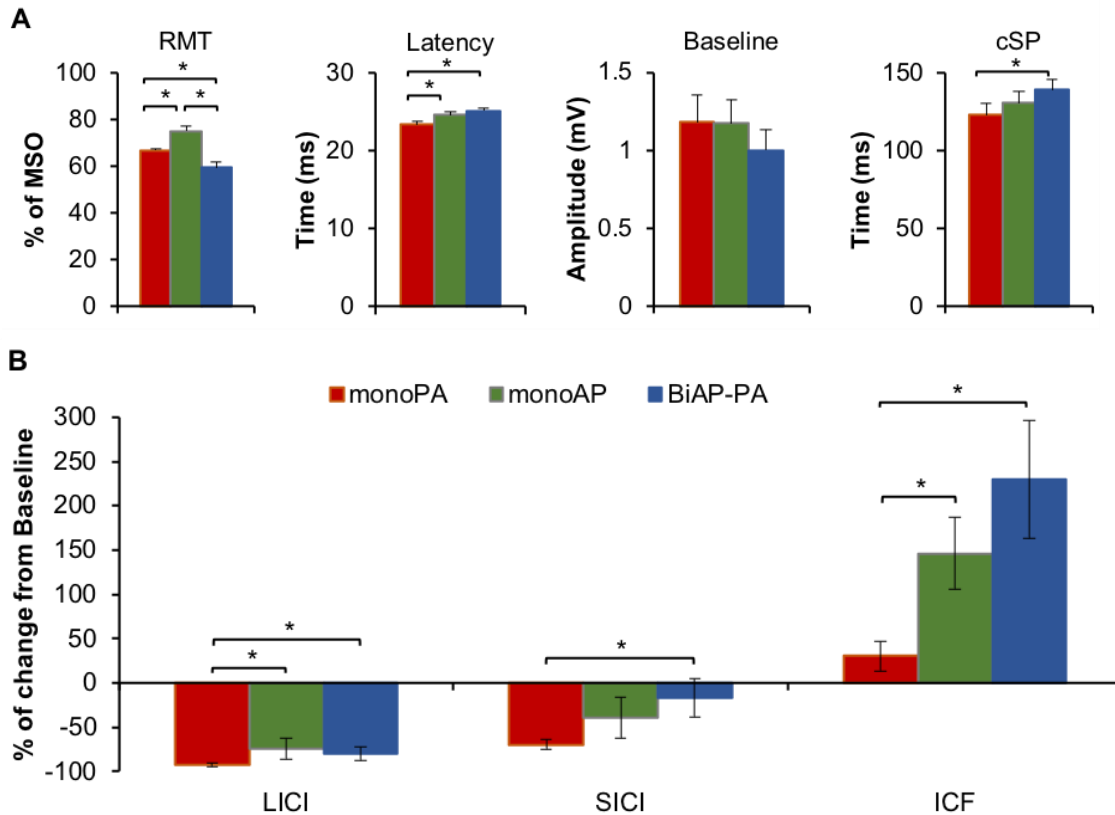 A
RMT
% of MSO
100
80
60
40
20
0
*
* *
Latency
Time (ms)
30
20
10
0
*
*
Baseline
Amplitude (mV)
1.5
1
0.5
0
cSP
Time (ms)
150
100
50
0
*
B
monoPA monoAP BiAP-PA
% of change from Baseline
300
250
200
150
100
50
0
-50
-100
*
*
*
*
*
LICI SICI ICF